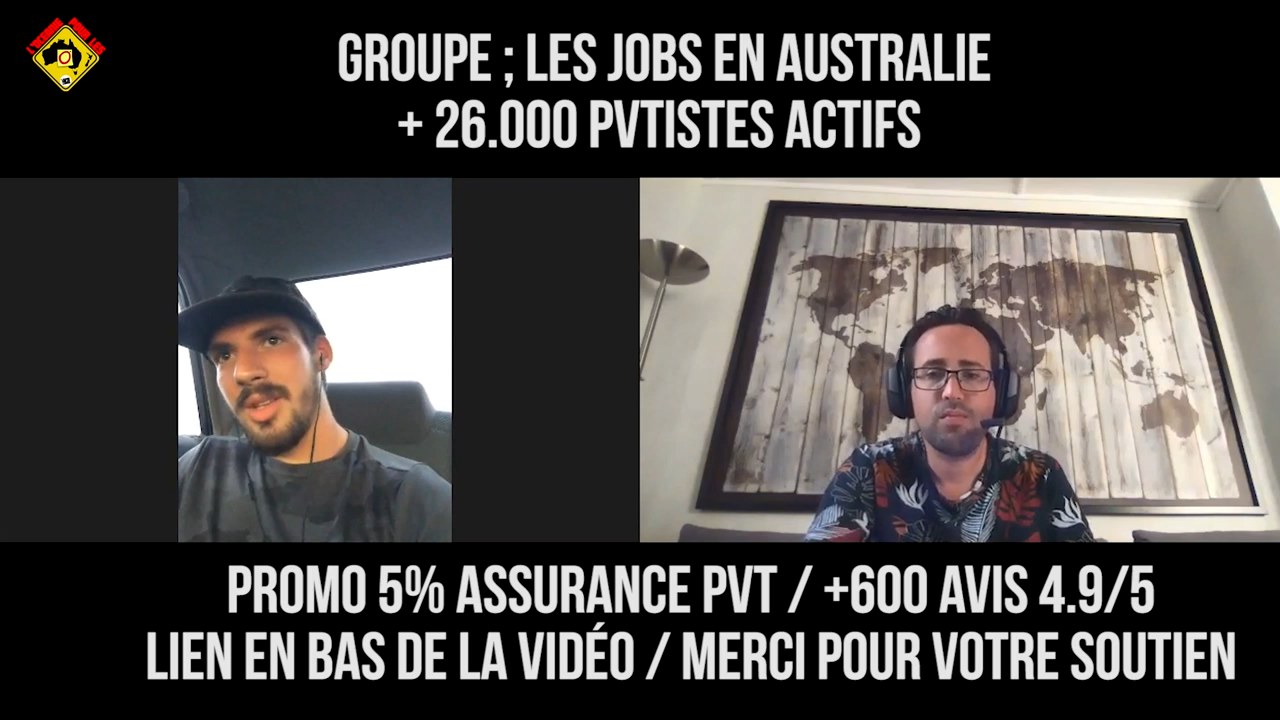 GROUPE ; LES JOBS EN AUSTRALIE
+ 26.000 PVTISTES ACTIFS
PROMO 5% ASSURANCE PVT / +600 AVIS 4.9/5
LIEN EN BAS DE LA VIDÉO / MERCI POUR VOTRE SOUTIEN